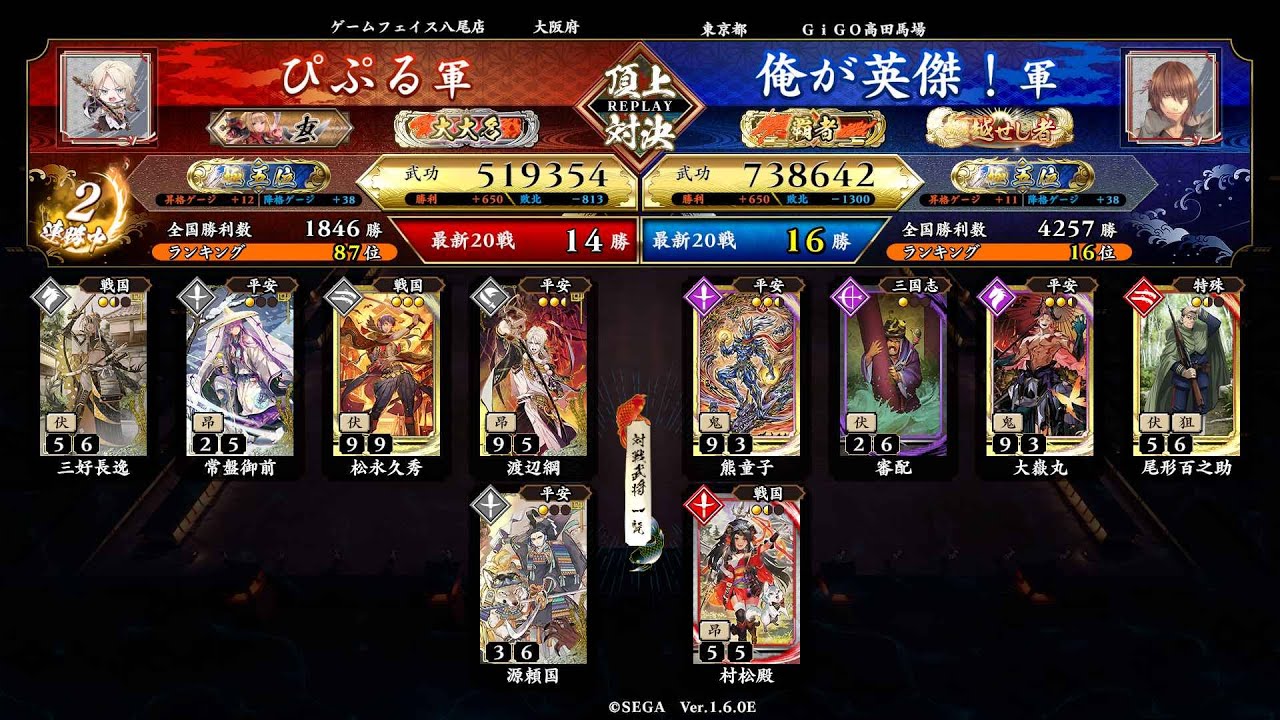 ゲームフェイス八尾店 大阪府
東京都 GiGO高田馬場
ぴぷる軍
頂上
REPLAY
対決
俺が英傑！軍
大大名
覇者
越せし者
武功 519354
勝利 +650 敗北 -813
武功 738642
勝利 +650 敗北 -1300
昇格ゲージ +12 降格ゲージ +38
昇格ゲージ +11 降格ゲージ +38
2
連勝中
全国勝利数 1846勝
ランキング 87位
最新20戦 14勝
最新20戦 16勝
全国勝利数 4257勝
ランキング 16位
戦国
平安
戦国
平安
平安
三国志
平安
特殊
伏
昂
伏
昂
鬼
伏
鬼
伏 狙
5 6
2 5
9 9
9 5
9 3
2 6
9 3
5 6
三好長逸
常盤御前
松永久秀
渡辺綱
熊童子
審配
大嶽丸
尾形百之助
対戦武将一覧
平安
戦国
昂
3 6
5 5
源頼国
村松殿
©SEGA Ver.1.6.0E